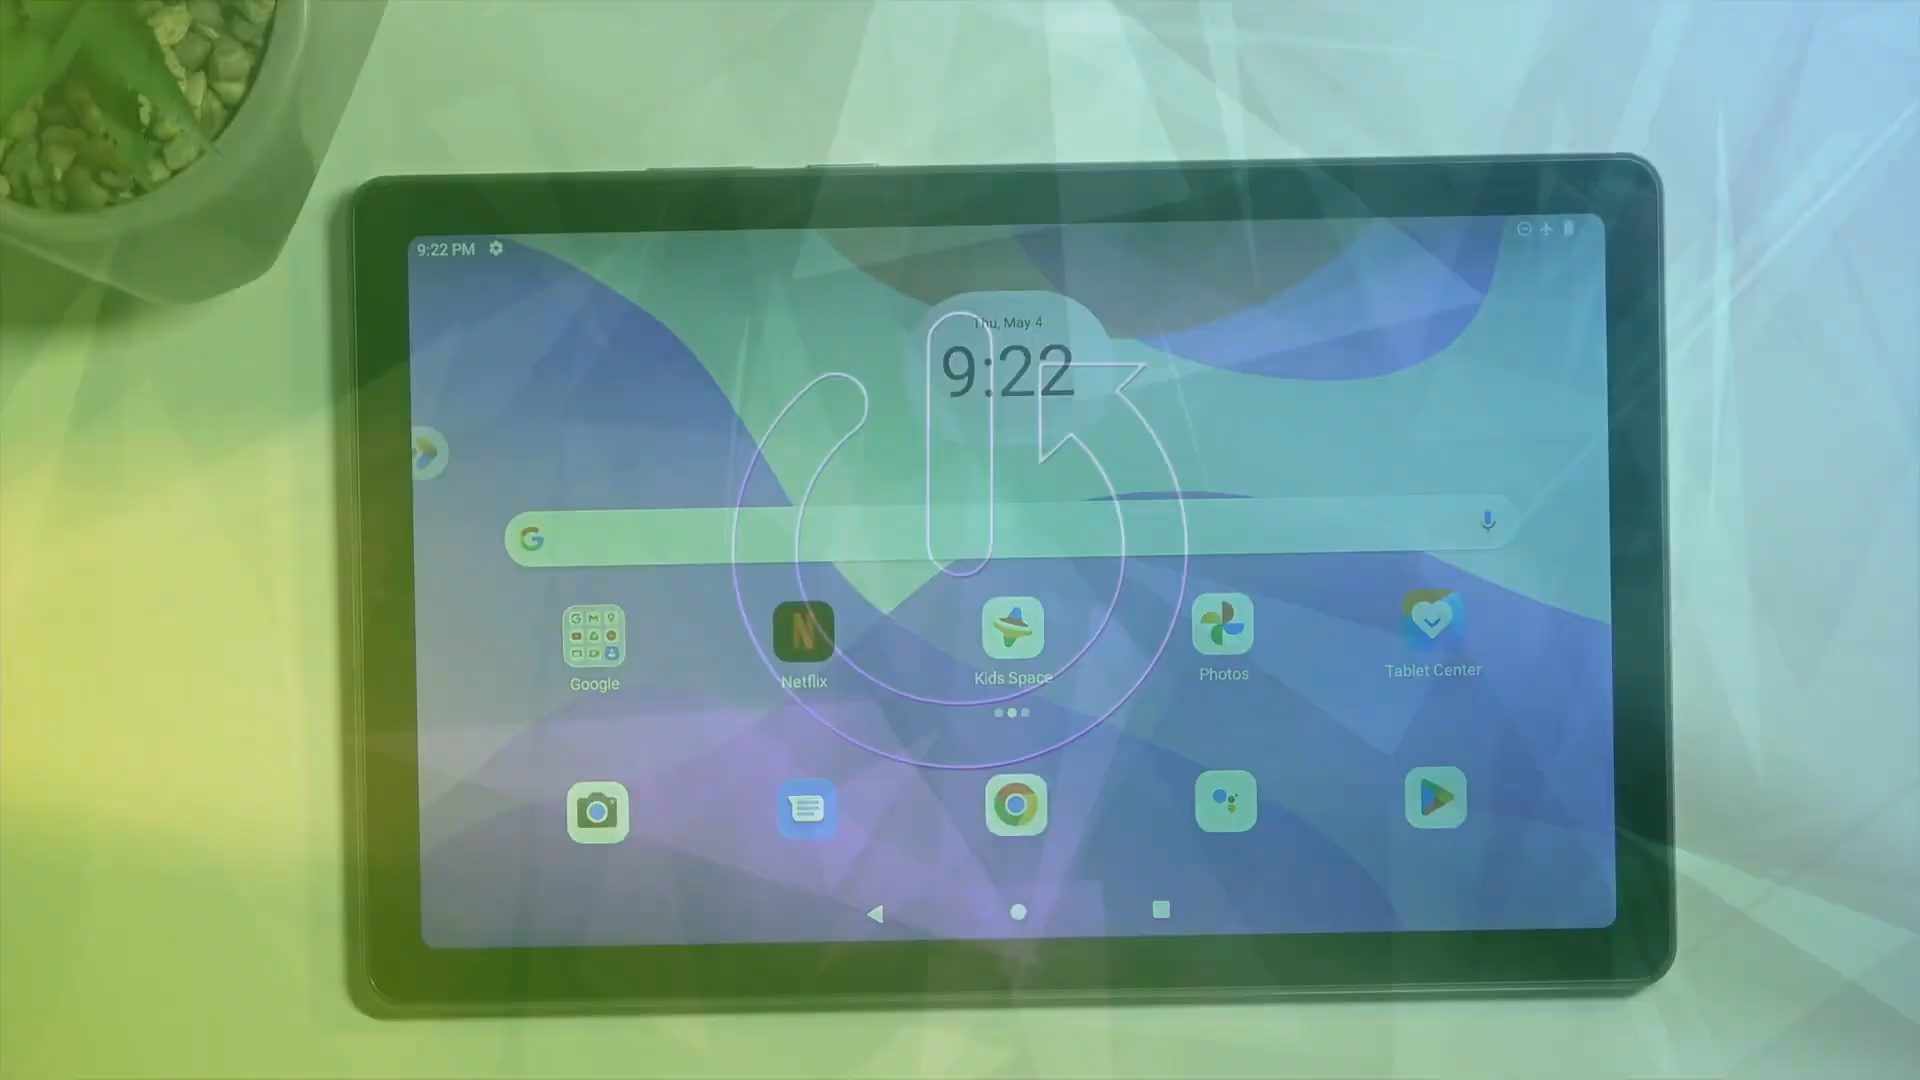 9:22 PM
Thu, May 4
9:22
Google
Netflix
Kids Space
Photos
Tablet Center